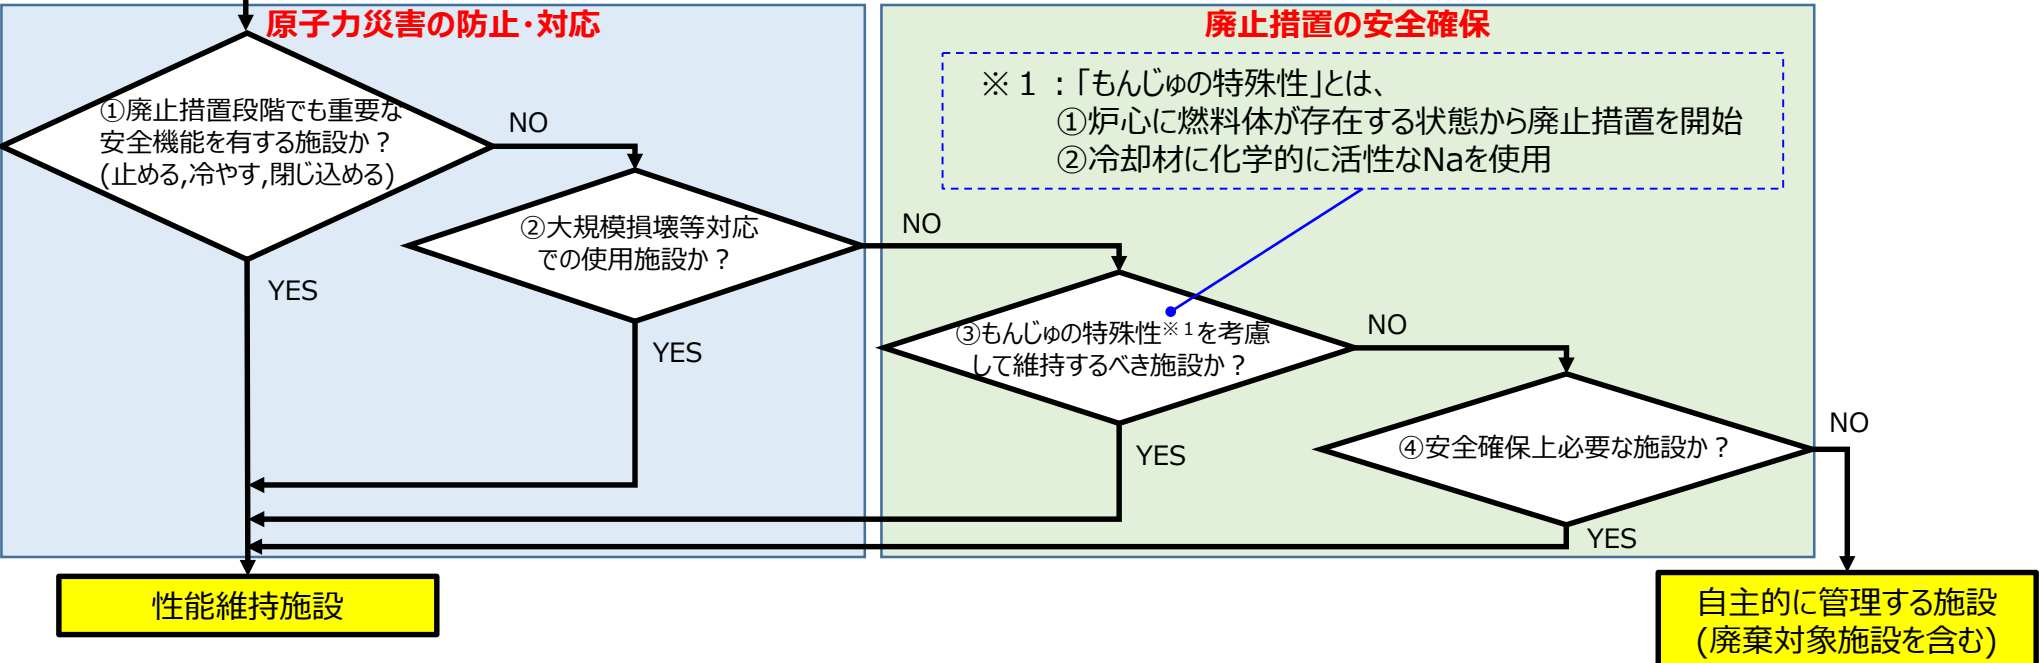 原子力災害の防止･対応
①廃止措置段階でも重要な
安全機能を有する施設か？
(止める,冷やす,閉じ込める)
NO
YES
②大規模損壊等対応
での使用施設か？
NO
YES
廃止措置の安全確保
※１：｢もんじゅの特殊性｣とは、
①炉心に燃料体が存在する状態から廃止措置を開始
②冷却材に化学的に活性なNaを使用
③もんじゅの特殊性※１を考慮
して維持するべき施設か？
NO
YES
④安全確保上必要な施設か？
NO
YES
性能維持施設
自主的に管理する施設
(廃棄対象施設を含む)